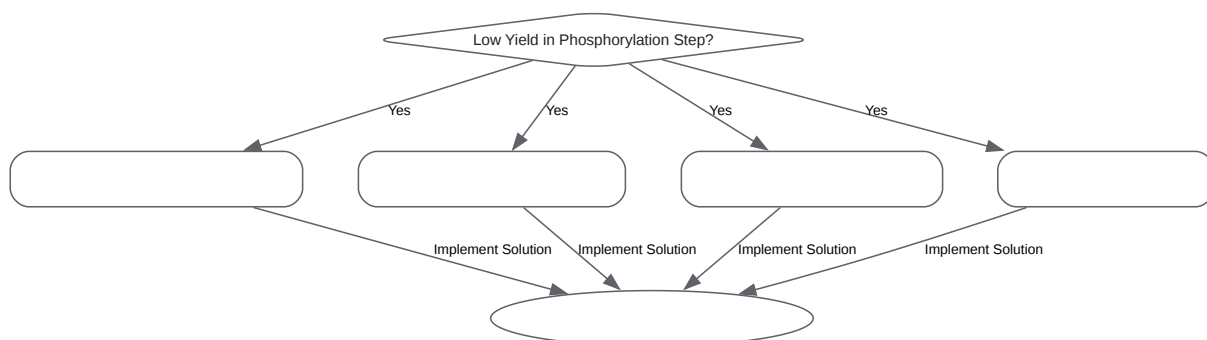 Low Yield in Phosphorylation Step?
Yes
Yes
Yes
Yes
Implement Solution
Implement Solution
Implement Solution
Implement Solution